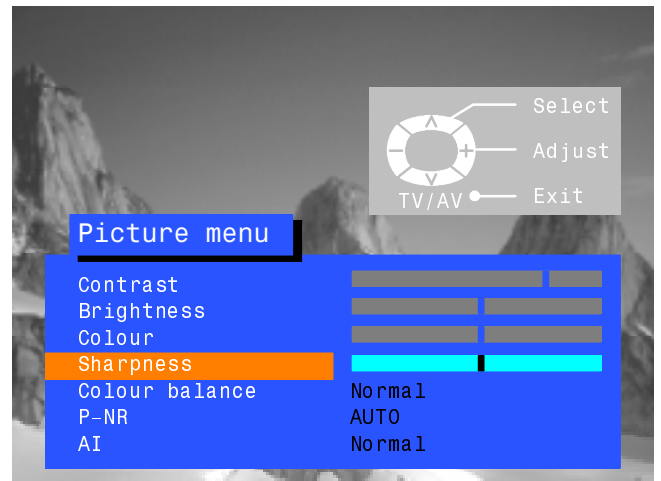 Select
Adjust
TV/AV Exit
Picture menu
Contrast
Brightness
Colour
Sharpness
Colour balance Normal
P-NR AUTO
AI Normal